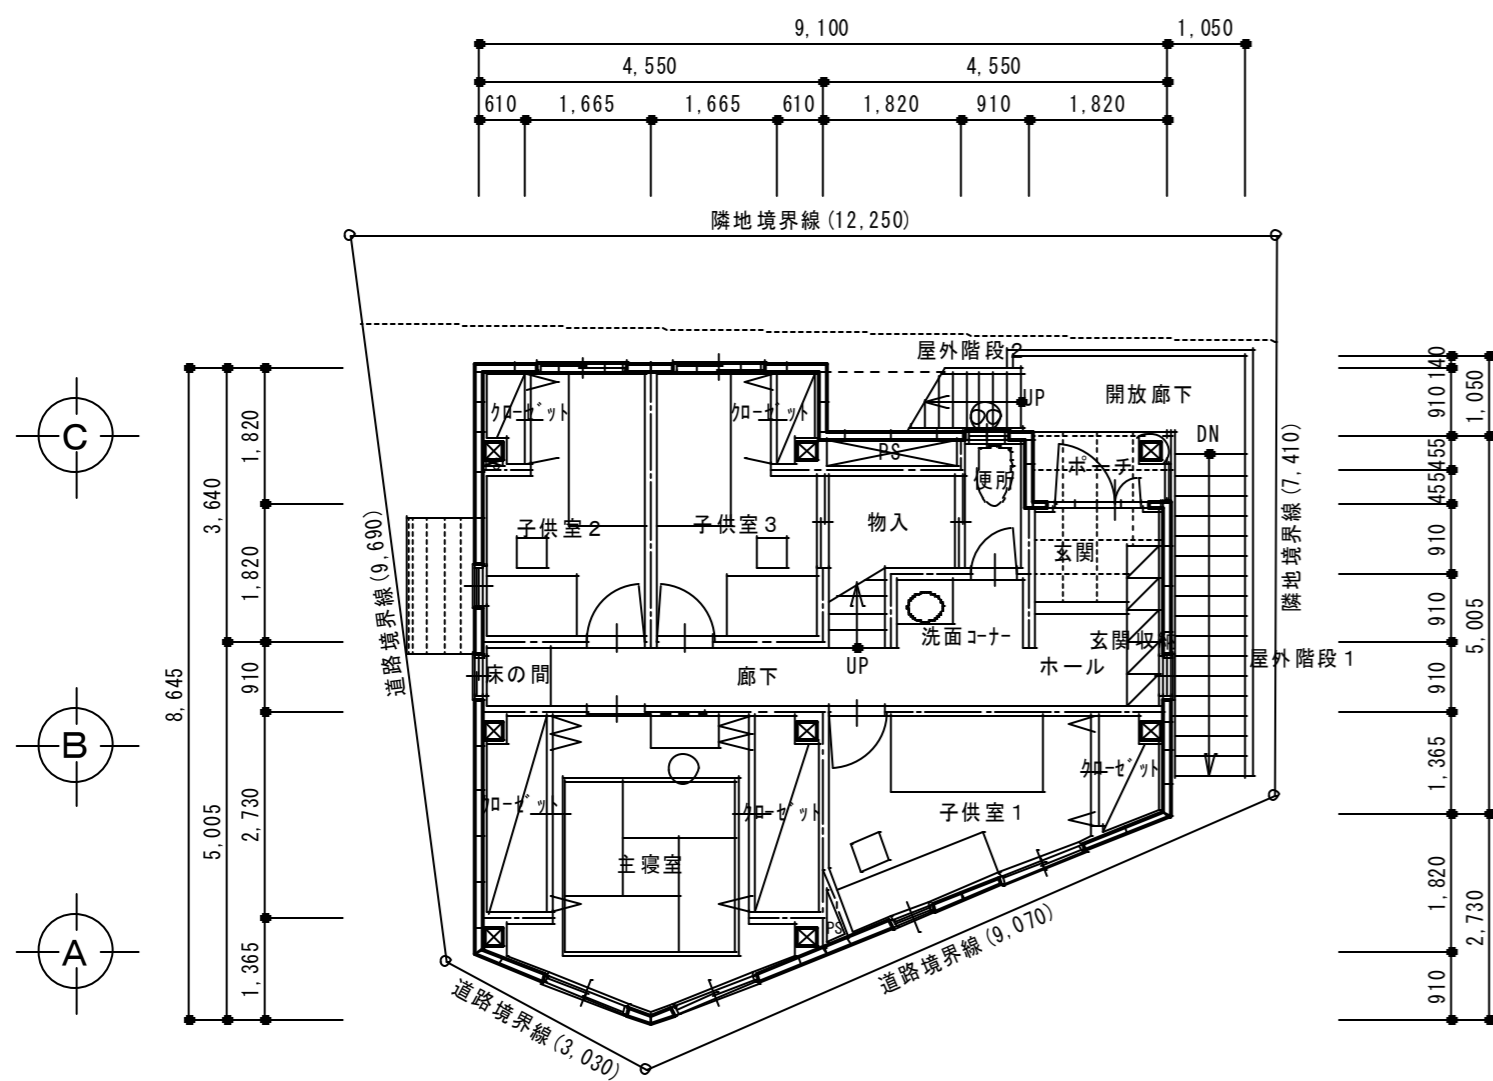 9,100
1,050
4,550
4,550
610
1,665
1,665
610
1,820
910
1,820
隣地境界線(12,250)
道路境界線(9,690)
隣地境界線(7,410)
道路境界線(9,070)
道路境界線(3,030)
C
B
A
8,645
3,640
5,005
1,820
1,820
910
2,730
1,365
140
910
455
455
910
910
910
1,365
1,820
910
1,050
5,005
2,730
屋外階段2
開放廊下
UP
DN
クローゼット
クローゼット
PS
便所
ポーチ
子供室2
子供室3
物入
玄関
洗面コーナー
玄関収納
屋外階段1
床の間
廊下
UP
ホール
クローゼット
クローゼット
クローゼット
子供室1
主寝室
PS